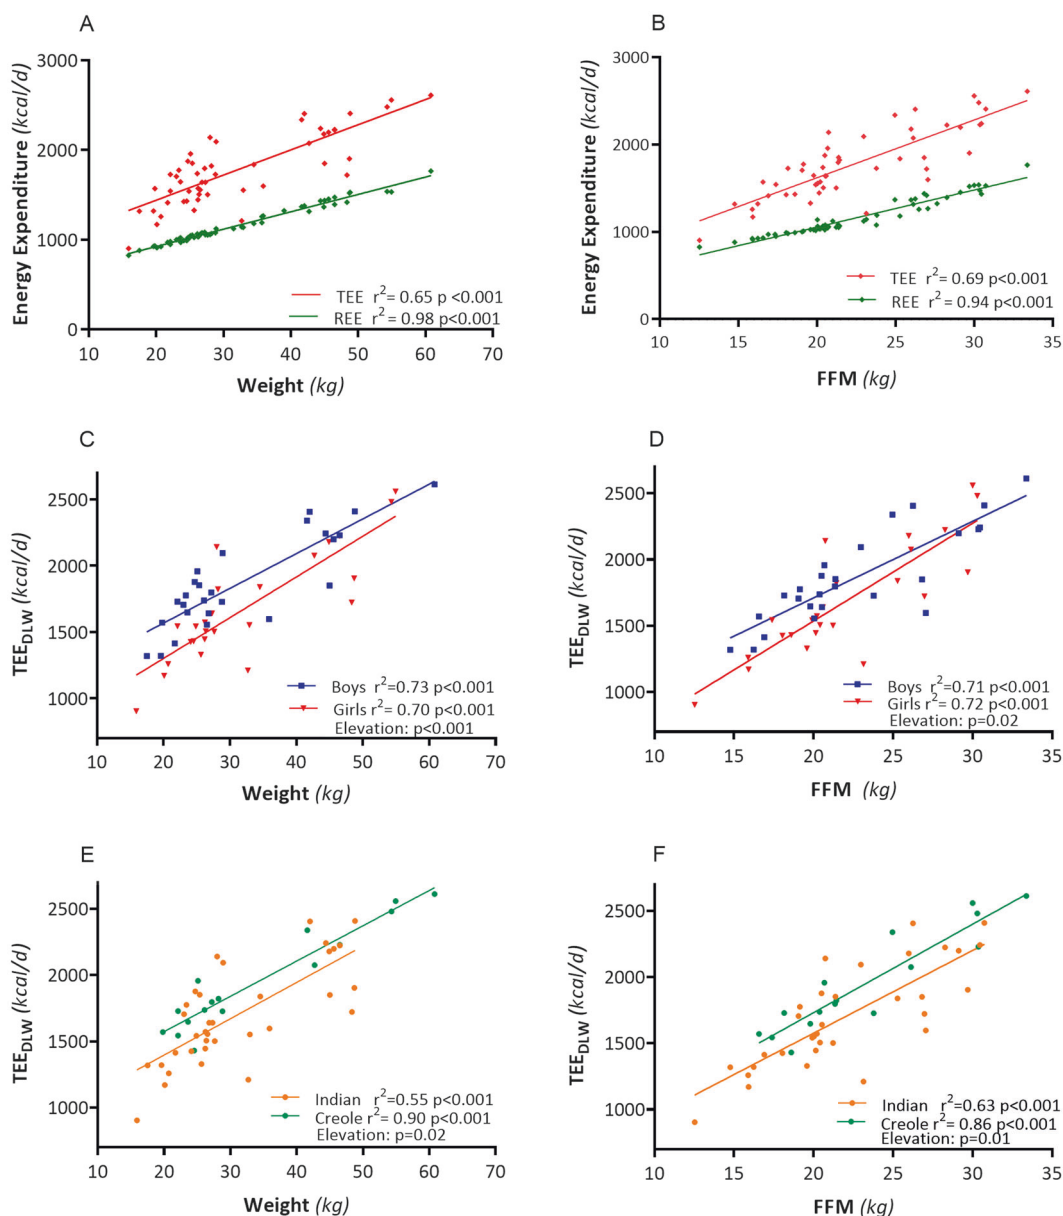 A
Energy Expenditure (kcal/d)
3000
2000
1000
0
TEE r²= 0.65 p <0.001
REE r²= 0.98 p<0.001
10 20 30 40 50 60 70
Weight (kg)
B
Energy Expenditure (kcal/d)
3000
2000
1000
0
TEE r²= 0.69 p<0.001
REE r²= 0.94 p<0.001
10 15 20 25 30 35
FFM (kg)
C
TEE_DLW (kcal/d)
2500
2000
1500
1000
Boys r²=0.73 p<0.001
Girls r²= 0.70 p<0.001
Elevation: p<0.001
10 20 30 40 50 60 70
Weight (kg)
D
TEE_DLW (kcal/d)
2500
2000
1500
1000
Boys r²=0.71 p<0.001
Girls r²= 0.72 p<0.001
Elevation: p=0.02
10 15 20 25 30 35
FFM (kg)
E
TEE_DLW (kcal/d)
2500
2000
1500
1000
Indian r²=0.55 p<0.001
Creole r²= 0.90 p<0.001
Elevation: p=0.02
10 20 30 40 50 60 70
Weight (kg)
F
TEE_DLW (kcal/d)
2500
2000
1500
1000
Indian r²=0.63 p<0.001
Creole r²= 0.86 p<0.001
Elevation: p=0.01
10 15 20 25 30 35
FFM (kg)